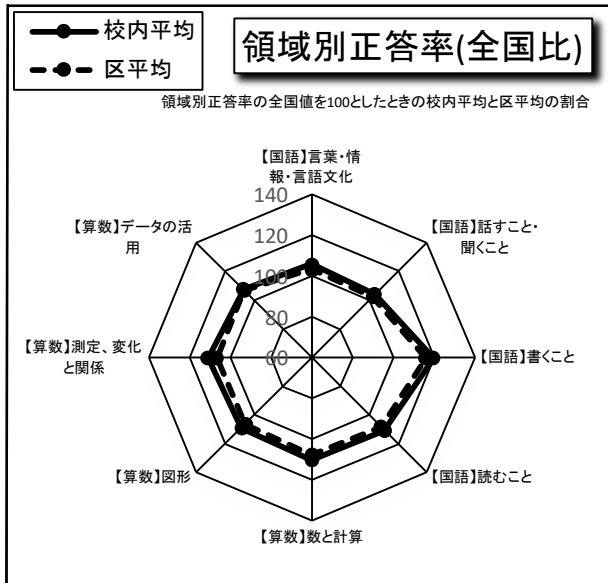 校内平均
区平均
領域別正答率(全国比)
領域別正答率の全国値を100としたときの校内平均と区平均の割合
【国語】言葉・情
報・言語文化
【国語】話すこと・
聞くこと
【国語】書くこと
【国語】読むこと
【算数】数と計算
【算数】図形
【算数】測定、変化
と関係
【算数】データの活
用
140
120
100
80
60